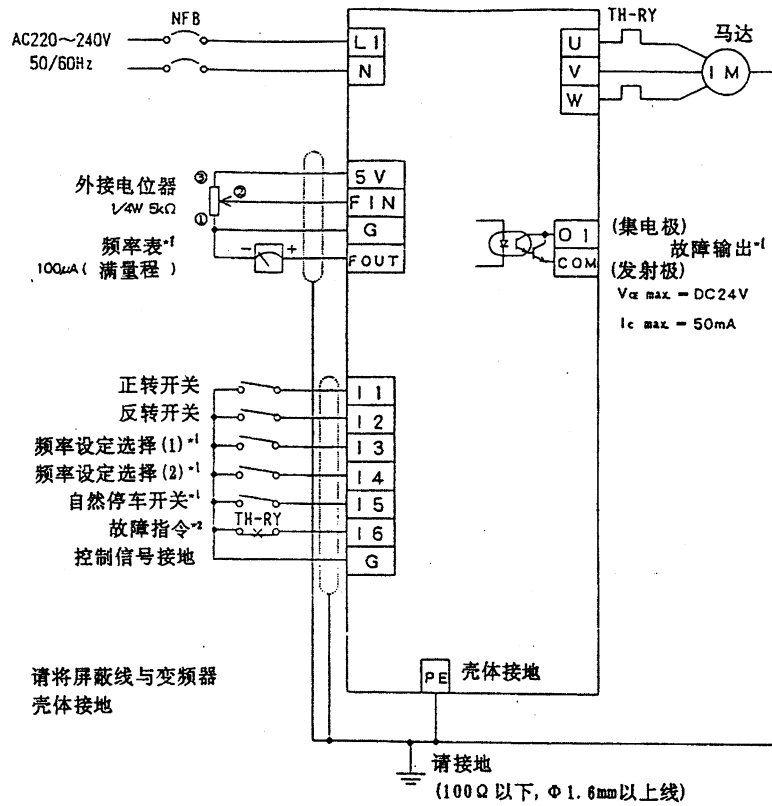 NFB
AC220～240V
50/60Hz
L1
N
U
V
W
TH-RY
马达
IM
外接电位器
1/4W 5kΩ
③
②
①
5V
FIN
G
FOUT
频率表*1
100μA( 满量程 )
- +
O1
COM
(集电极)
故障输出*1
(发射极)
Vce max. = DC24V
Ic max. = 50mA
正转开关
I1
反转开关
I2
频率设定选择(1)*1
I3
频率设定选择(2)*1
I4
自然停车开关*1
I5
故障指令*2
TH-RY
I6
控制信号接地
G
请将屏蔽线与变频器
壳体接地
PE
壳体接地
请接地
(100Ω以下, Φ1.6mm以上线)